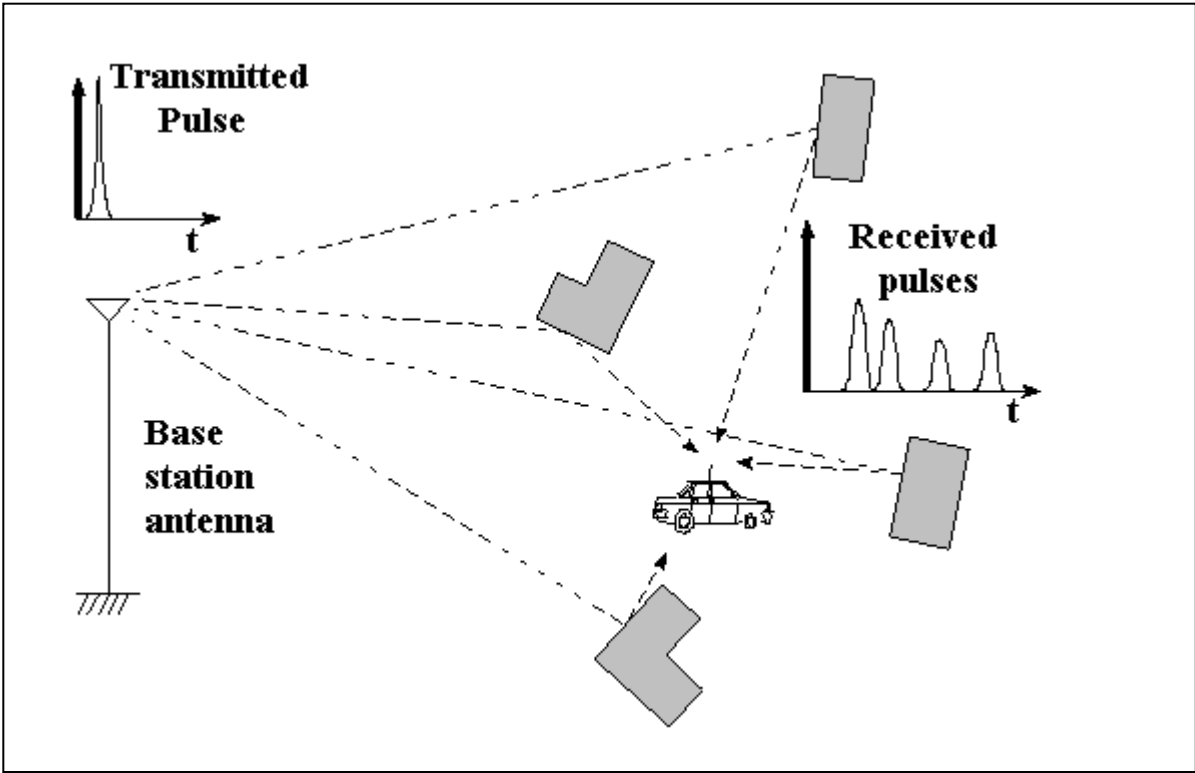 Transmitted
Pulse
t
Received
pulses
t
Base
station
antenna